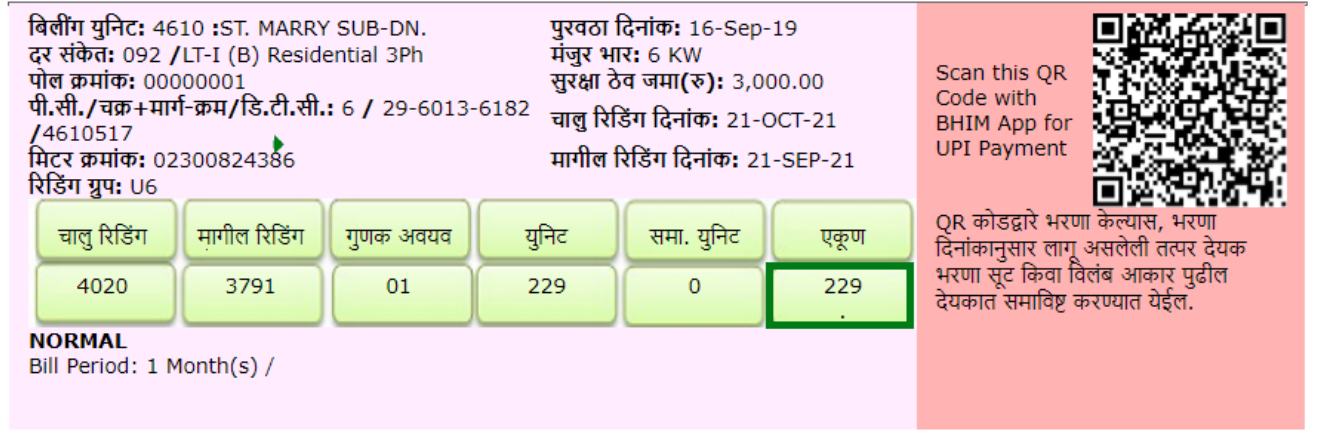 बिलींग युनिट: 4610 :ST. MARRY SUB-DN.
दर संकेत: 092 /LT-I (B) Residential 3Ph
पोल क्रमांक: 00000001
पी.सी./चक्र+मार्ग-क्रम/डि.टी.सी.: 6 / 29-6013-6182
/4610517
मिटर क्रमांक: 02300824386
रिडिंग ग्रुप: U6
पुरवठा दिनांक: 16-Sep-19
मंजुर भार: 6 KW
सुरक्षा ठेव जमा(रु): 3,000.00
चालु रिडिंग दिनांक: 21-OCT-21
मागील रिडिंग दिनांक: 21-SEP-21
चालु रिडिंग मागील रिडिंग गुणक अवयव युनिट समा. युनिट एकूण
4020 3791 01 229 0 229
.
NORMAL
Bill Period: 1 Month(s) /
Scan this QR
Code with
BHIM App for
UPI Payment
QR कोडद्वारे भरणा केल्यास, भरणा
दिनांकानुसार लागू असलेली तत्पर देयक
भरणा सूट किंवा विलंब आकार पुढील
देयकात समाविष्ट करण्यात येईल.